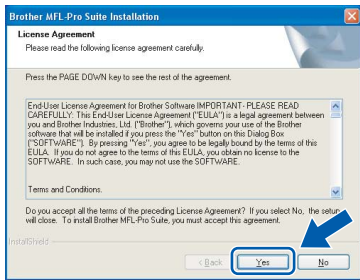 Brother MFL-Pro Suite Installation
License Agreement
Please read the following license agreement carefully.
Press the PAGE DOWN key to see the rest of the agreement.
End-User License Agreement for Brother Software IMPORTANT- PLEASE READ
CAREFULLY: This End-User License Agreement ("EULA") is a legal agreement between
you and Brother Industries, Ltd. ("Brother"), which governs your use of the Brother
software that will be installed if you press the "Yes" button on this Dialog Box
("SOFTWARE"). By pressing "Yes", you agree to be legally bound by the terms of this
EULA. If you do not agree to the terms of this EULA, you obtain no license to the
SOFTWARE. In such case, you may not use the SOFTWARE.
Terms and Conditions.
Do you accept all the terms of the preceding License Agreement? If you select No, the setup
will close. To install Brother MFL-Pro Suite, you must accept this agreement.
InstallShield
< Back
Yes
No